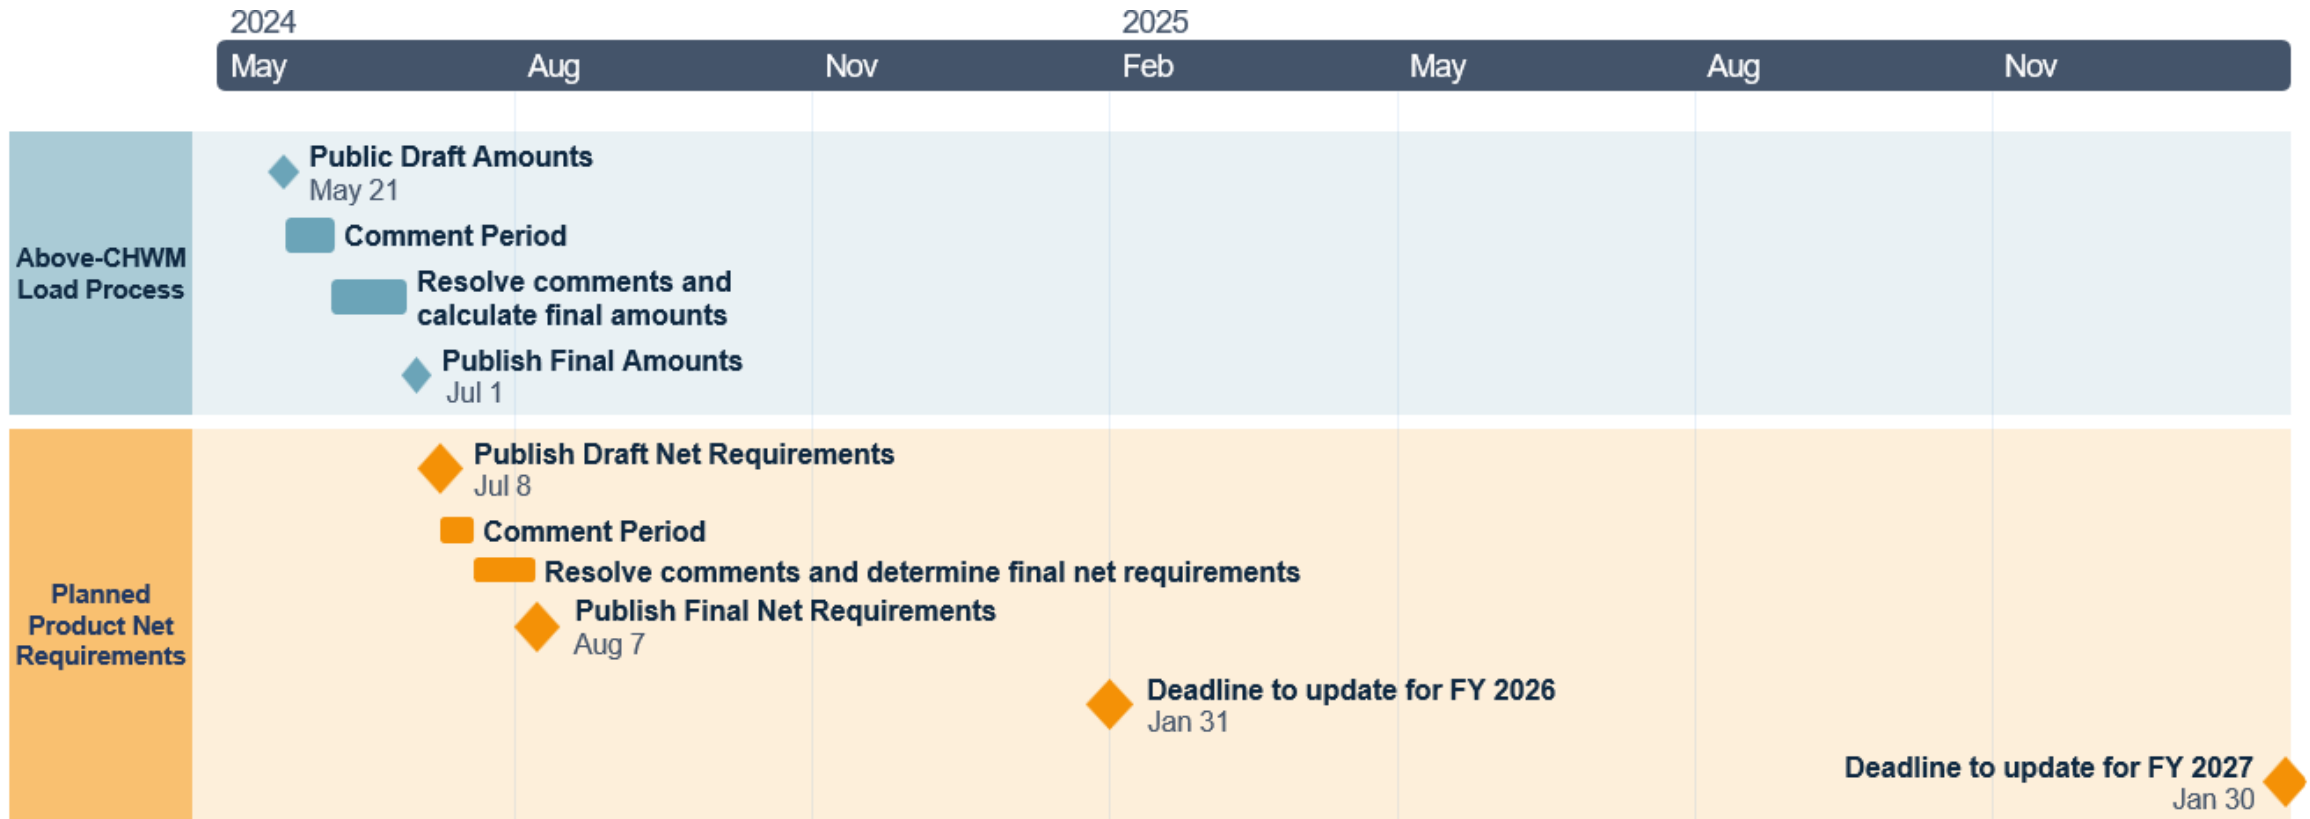 2024 2025
May Aug Nov Feb May Aug Nov
Above-CHWM
Load Process
Public Draft Amounts
May 21
Comment Period
Resolve comments and
calculate final amounts
Publish Final Amounts
Jul 1
Planned
Product Net
Requirements
Publish Draft Net Requirements
Jul 8
Comment Period
Resolve comments and determine final net requirements
Publish Final Net Requirements
Aug 7
Deadline to update for FY 2026
Jan 31
Deadline to update for FY 2027
Jan 30